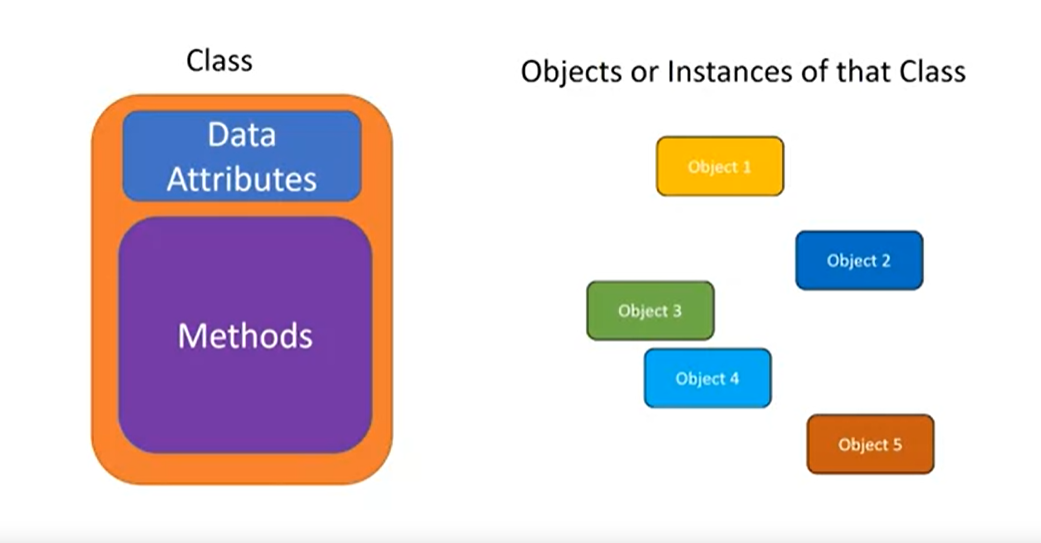 Class
Data
Attributes
Methods
Objects or Instances of that Class
Object 1
Object 2
Object 3
Object 4
Object 5